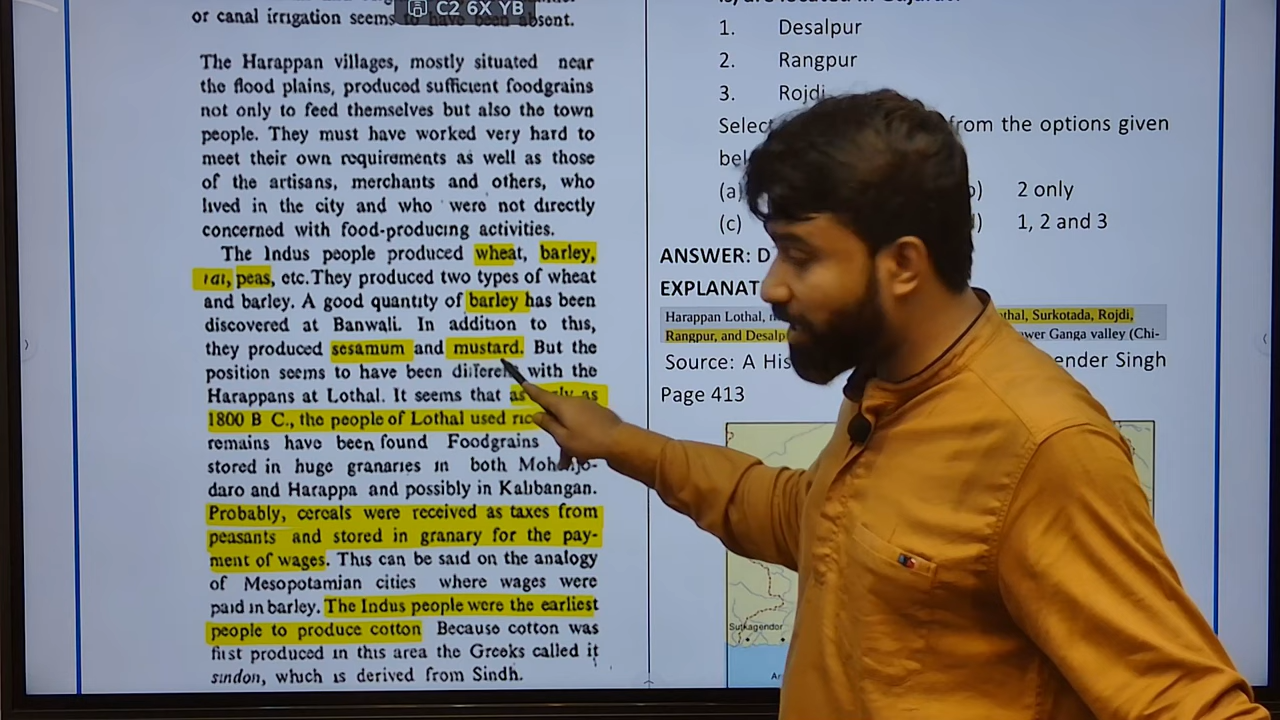 or canal irrigation seems to have been absent.
C2 6X YB
The Harappan villages, mostly situated near
the flood plains, produced sufficient foodgrains
not only to feed themselves but also the town
people. They must have worked very hard to
meet their own requirements as well as those
of the artisans, merchants and others, who
lived in the city and who were not directly
concerned with food-producing activities.
The Indus people produced wheat, barley,
rai, peas, etc. They produced two types of wheat
and barley. A good quantity of barley has been
discovered at Banwali. In addition to this,
they produced sesamum and mustard. But the
position seems to have been different with the
Harappans at Lothal. It seems that as early as
1800 B C., the people of Lothal used
remains have been found Foodgrains
stored in huge granaries in both Mohenjo-
daro and Harappa and possibly in Kalibangan.
Probably, cereals were received as taxes from
peasants and stored in granary for the pay-
ment of wages. This can be said on the analogy
of Mesopotamian cities where wages were
paid in barley. The Indus people were the earliest
people to produce cotton Because cotton was
first produced in this area the Greeks called it
sindon, which is derived from Sindh.
1. Desalpur
2. Rangpur
3. Rojdi
from the options given
(a) 2 only
(c) 1, 2 and 3
ANSWER: D
Harappan Lothal, Surkotada, Rojdi,
Rangpur, and ower Ganga valley (Chi-
Source: A ender Singh
Page 413
Sutkagendor